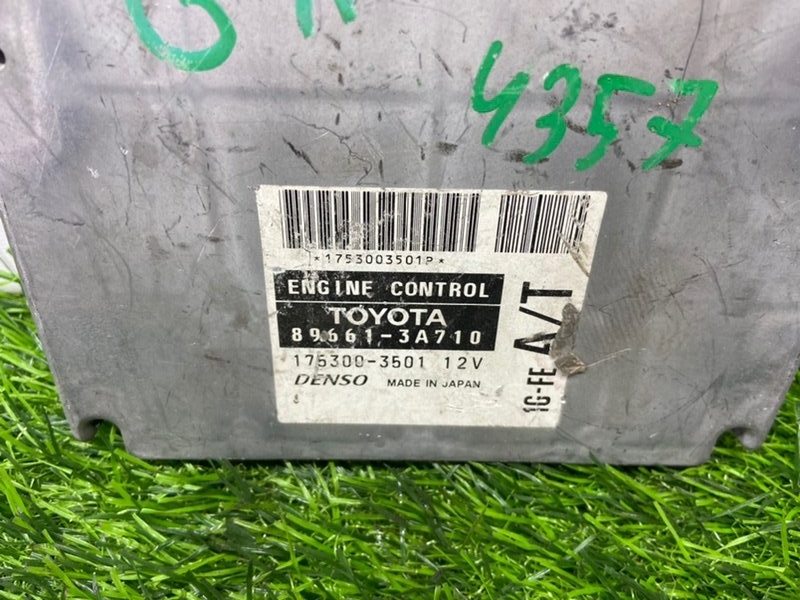 4357
*1753003501P*
ENGINE CONTROL
TOYOTA
89661-3A710
175300-3501 12V
DENSO MADE IN JAPAN
1G-FE A/T